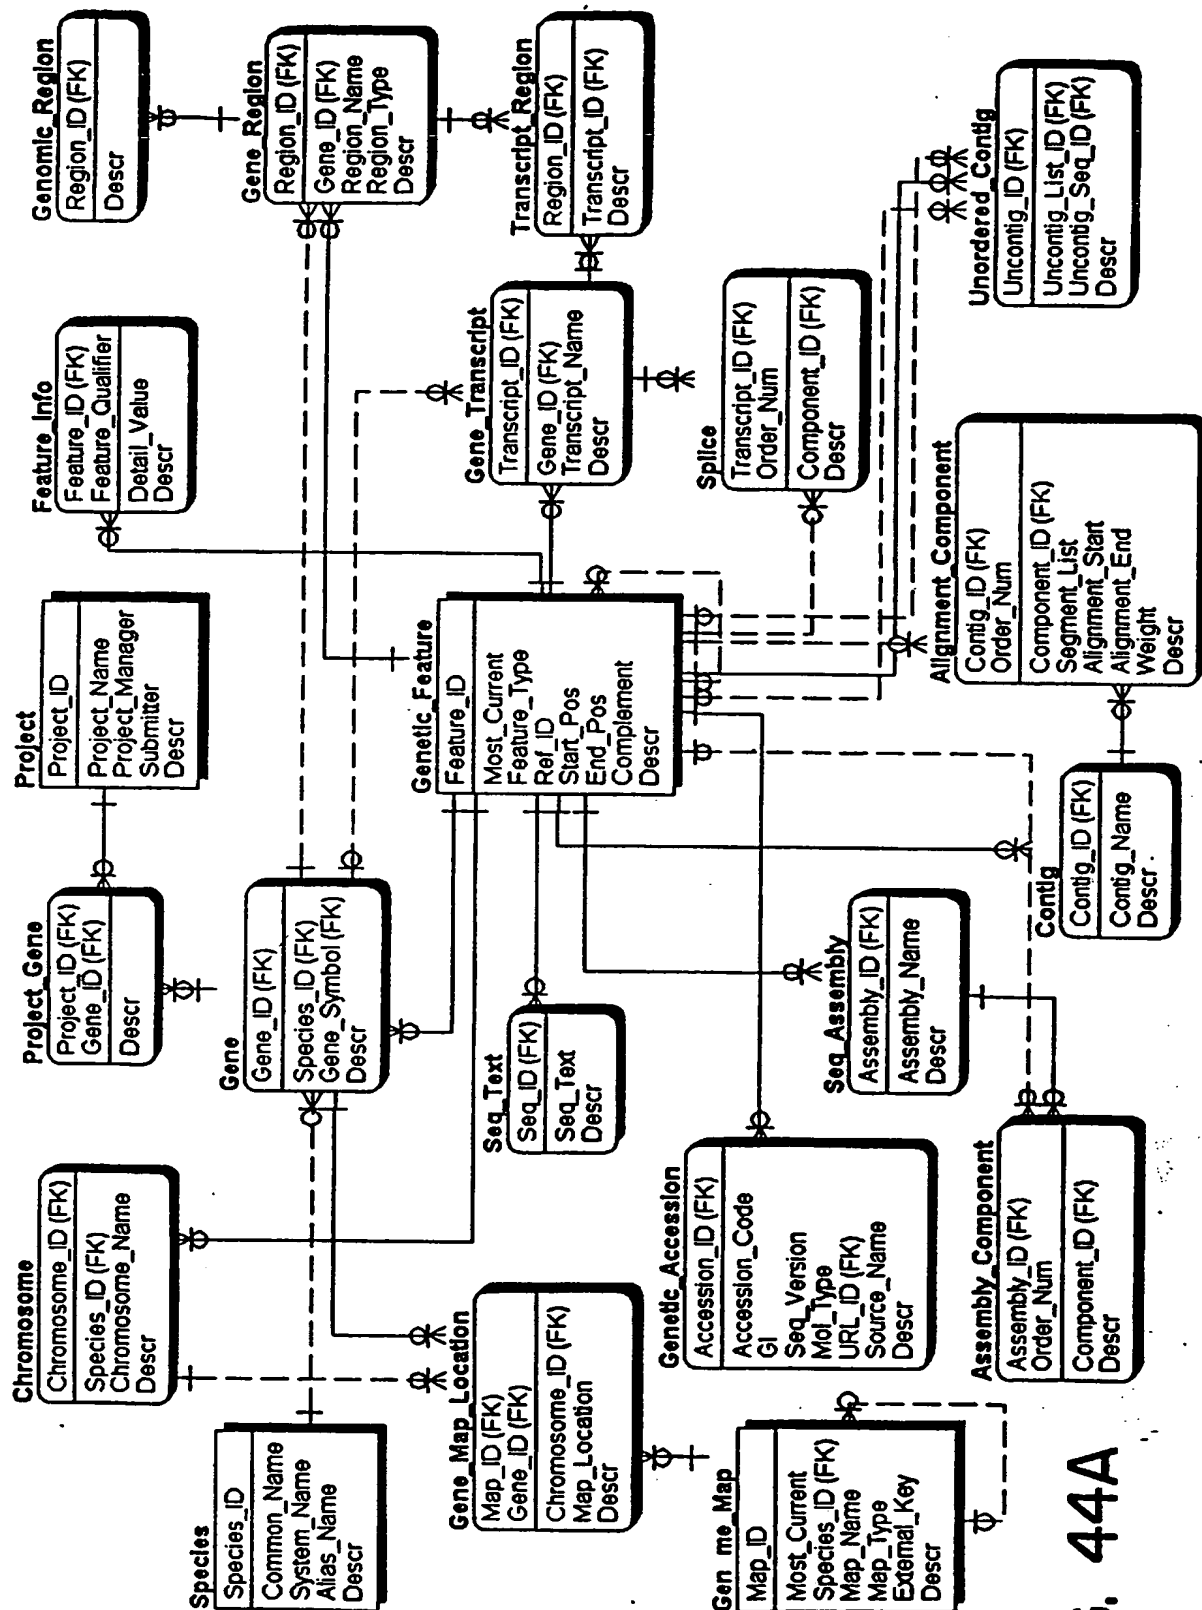 Species
Species_ID
Common_Name
System_Name
Alias_Name
Descr
Chromosome
Chromosome_ID (FK)
Species_ID (FK)
Chromosome_Name
Descr
Project_Gene
Project_ID (FK)
Gene_ID (FK)
Descr
Project
Project_ID
Project_Name
Project_Manager
Submitter
Descr
Feature_Info
Feature_ID (FK)
Feature_Qualifier
Detail_Value
Descr
Genomic_Region
Region_ID (FK)
Descr
Gene_Map_Location
Map_ID (FK)
Gene_ID (FK)
Chromosome_ID (FK)
Map_Location
Descr
Gene
Gene_ID (FK)
Species_ID (FK)
Gene_Symbol (FK)
Descr
Genetic_Feature
Feature_ID
Most_Current
Feature_Type
Ref_ID
Start_Pos
End_Pos
Complement
Descr
Gene_Region
Region_ID (FK)
Gene_ID (FK)
Region_Name
Region_Type
Descr
Seq_Text
Seq_ID (FK)
Seq_Text
Descr
Gene_Transcript
Transcript_ID (FK)
Gene_ID (FK)
Transcript_Name
Descr
Transcript_Region
Region_ID (FK)
Transcript_ID (FK)
Descr
Gen me_Map
Map_ID
Most_Current
Species_ID (FK)
Map_Name
Map_Type
External_Key
Descr
Genetic_Accession
Accession_ID (FK)
Accession_Code
GI
Seq_Version
Mol_Type
URL_ID (FK)
Source_Name
Descr
Seq_Assembly
Assembly_ID (FK)
Assembly_Name
Descr
Splice
Transcript_ID (FK)
Order_Num
Component_ID (FK)
Descr
Assembly_Component
Assembly_ID (FK)
Order_Num
Component_ID (FK)
Descr
Contig
Contig_ID (FK)
Contig_Name
Descr
Alignment_Component
Contig_ID (FK)
Order_Num
Component_ID (FK)
Segment_List
Alignment_Start
Alignment_End
Weight
Descr
Unordered_Contig
Uncontig_ID (FK)
Uncontig_List_ID (FK)
Uncontig_Seq_ID (FK)
Descr
44A